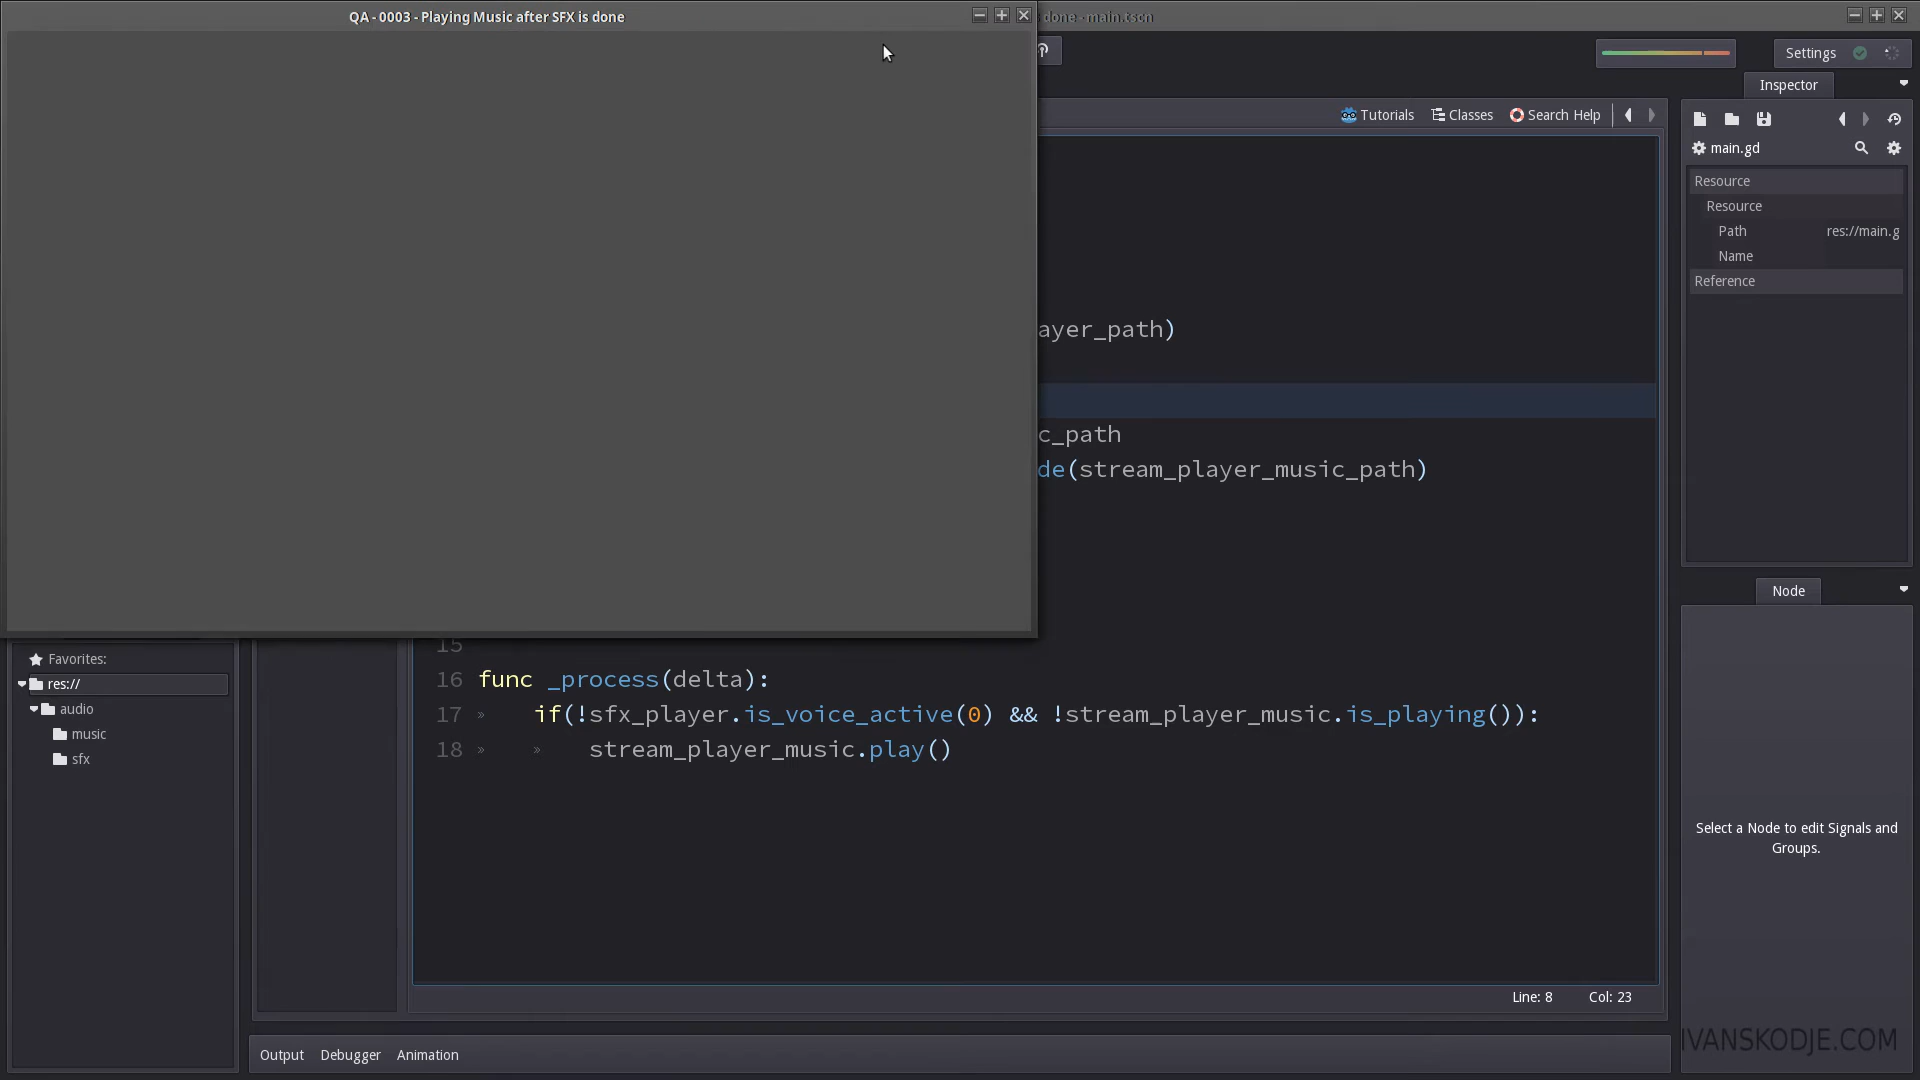 QA - 0003 - Playing Music after SFX is done
done - main.tscn
Settings
Inspector
Tutorials
Classes
Search Help
main.gd
Resource
Resource
Path
res://main.g
Name
Reference
ayer_path)
c_path
de(stream_player_music_path)
Node
Select a Node to edit Signals and
Groups.
Favorites:
res://
audio
music
sfx
15
16 func _process(delta):
17 » if(!sfx_player.is_voice_active(0) && !stream_player_music.is_playing()):
18 » » stream_player_music.play()
Line: 8 Col: 23
Output Debugger Animation
IVANSKODJE.COM